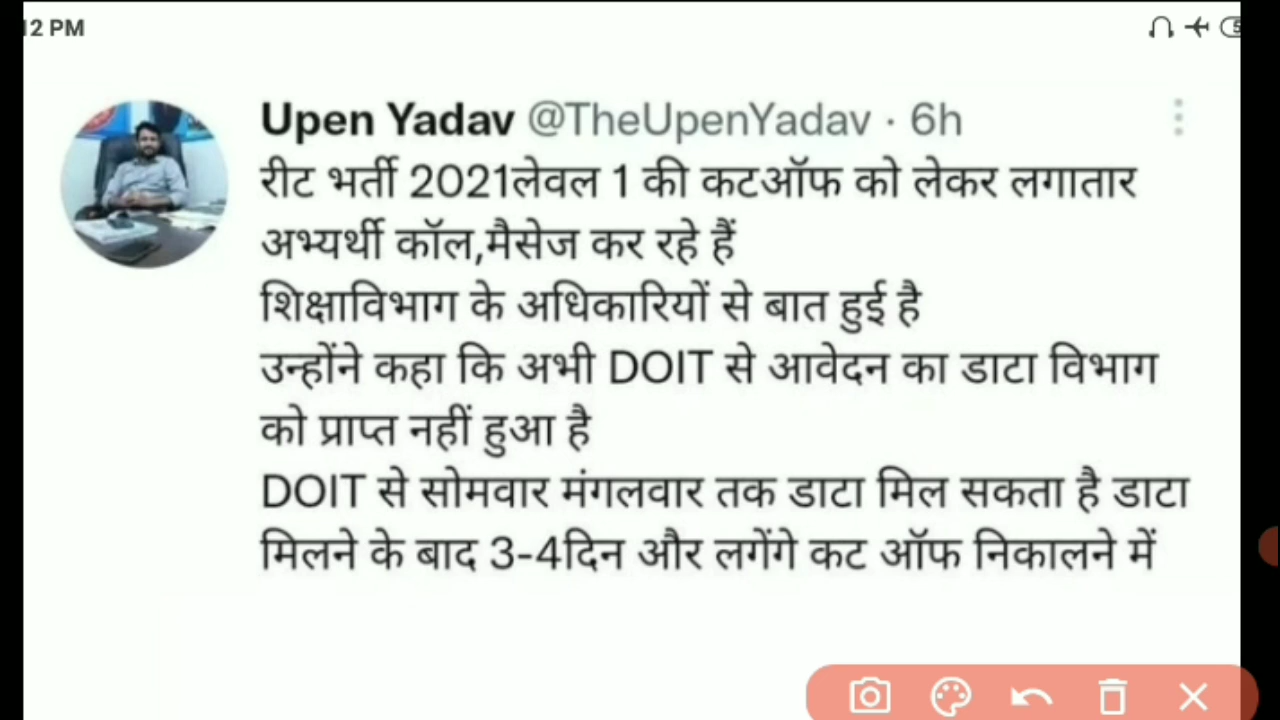 12 PM
Upen Yadav @TheUpenYadav · 6h
रीट भर्ती 2021लेवल 1 की कटऑफ को लेकर लगातार
अभ्यर्थी कॉल,मैसेज कर रहे हैं
शिक्षाविभाग के अधिकारियों से बात हुई है
उन्होंने कहा कि अभी DOIT से आवेदन का डाटा विभाग
को प्राप्त नहीं हुआ है
DOIT से सोमवार मंगलवार तक डाटा मिल सकता है डाटा
मिलने के बाद 3-4दिन और लगेंगे कट ऑफ निकालने में